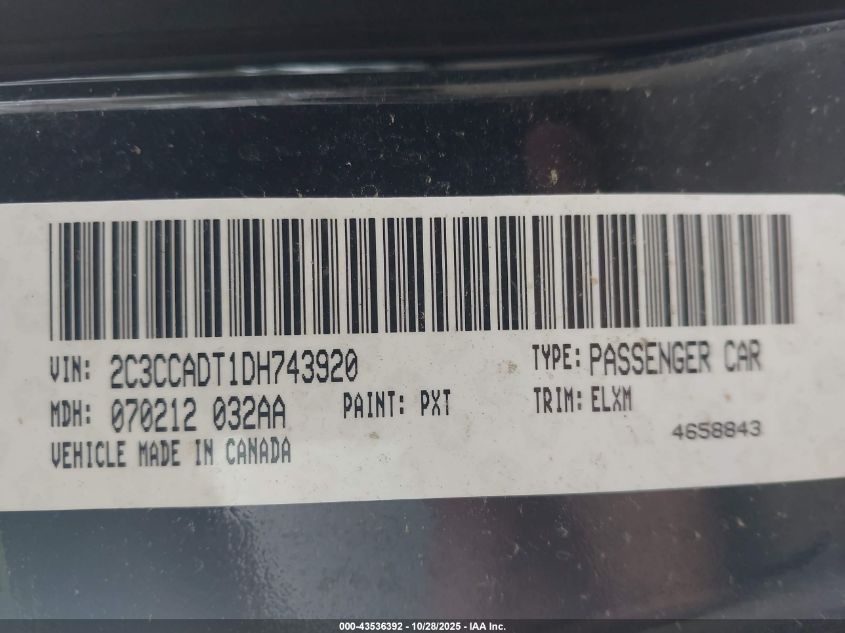 VIN: 2C3CCADT1DH743920 TYPE: PASSENGER CAR
MDH: 070212 032AA PAINT: PXT TRIM: ELXM
VEHICLE MADE IN CANADA 4658843
000-43536392 - 10/28/2025 - IAA Inc.